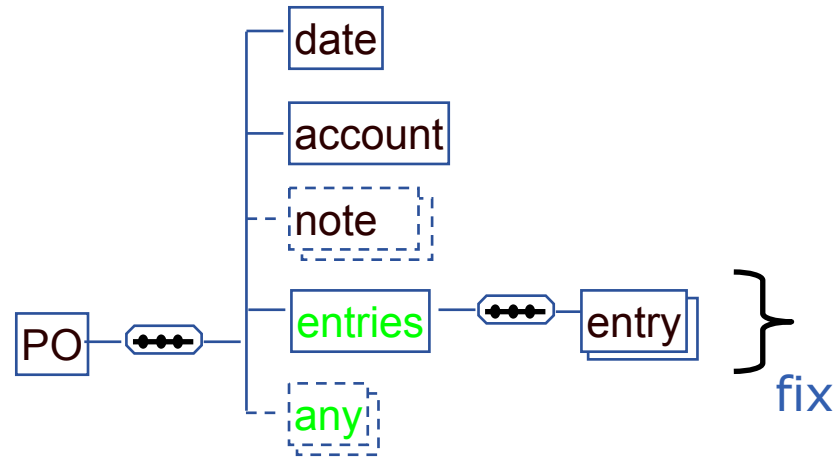 date
account
note
entries
entry
PO
any
fix